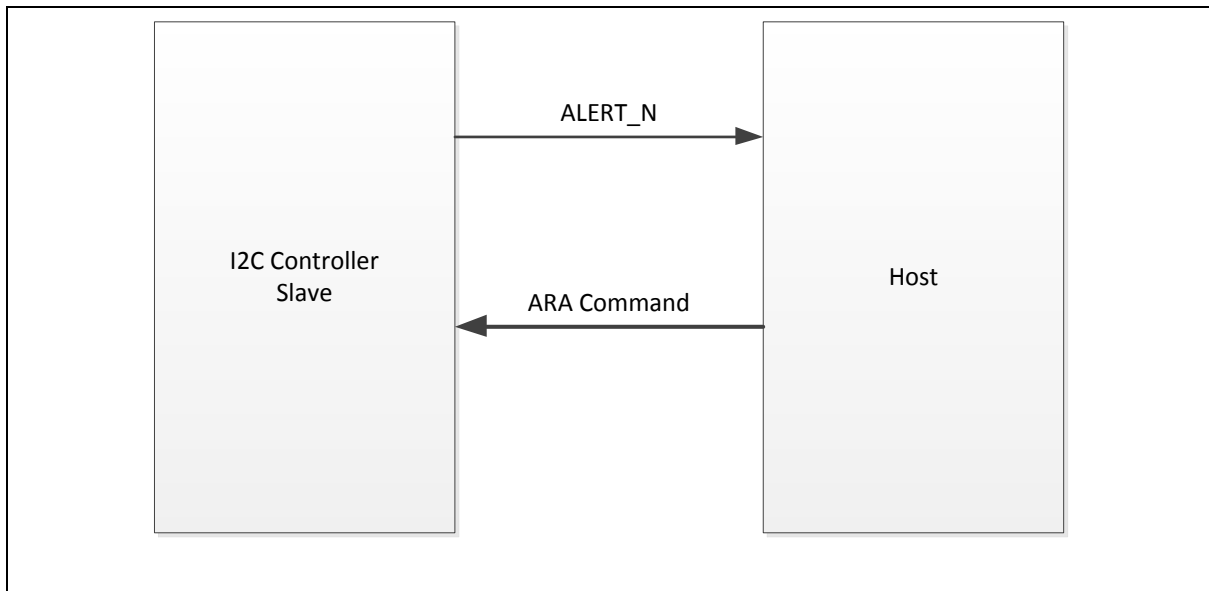 ALERT_N
I2C Controller
Slave
Host
ARA Command